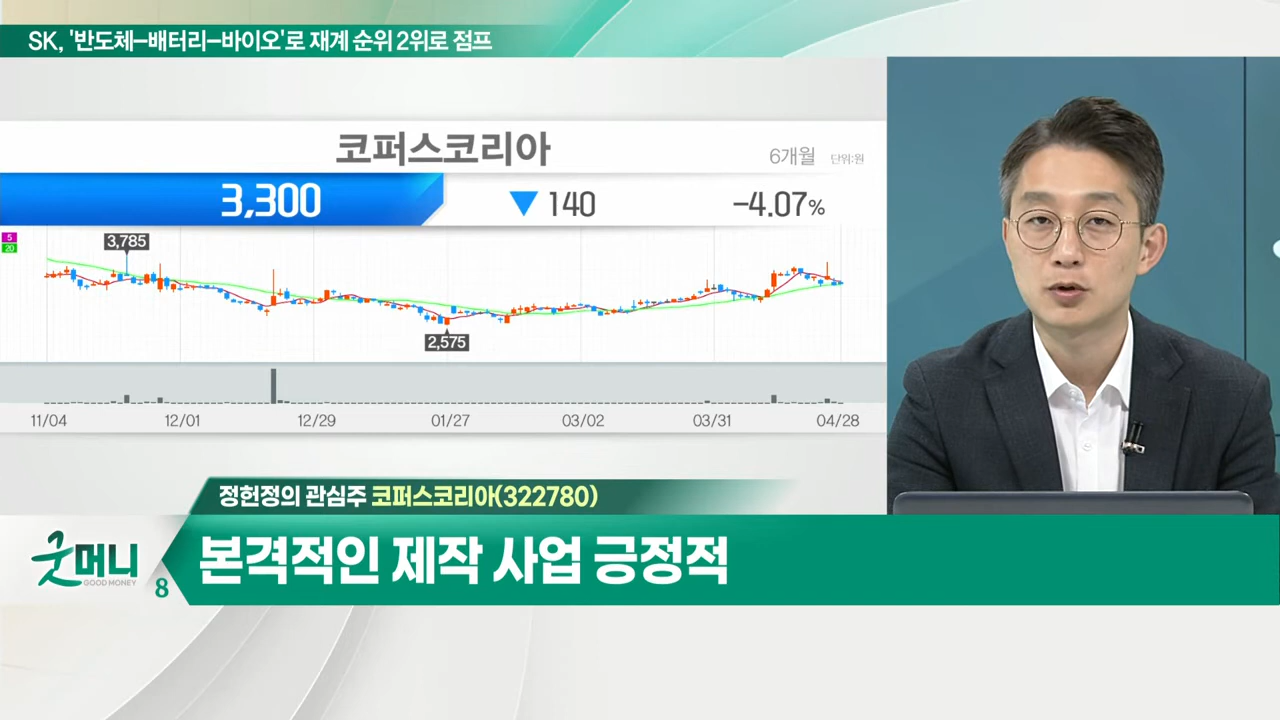 SK, '반도체-배터리-바이오'로 재계 순위 2위로 점프
코퍼스코리아
6개월 단위:원
3,300 ▼ 140 -4.07%
5
20
3,785
2,575
11/04 12/01 12/29 01/27 03/02 03/31 04/28
정헌정의 관심주 코퍼스코리아(322780)
본격적인 제작 사업 긍정적
굿머니
GOOD MONEY
8